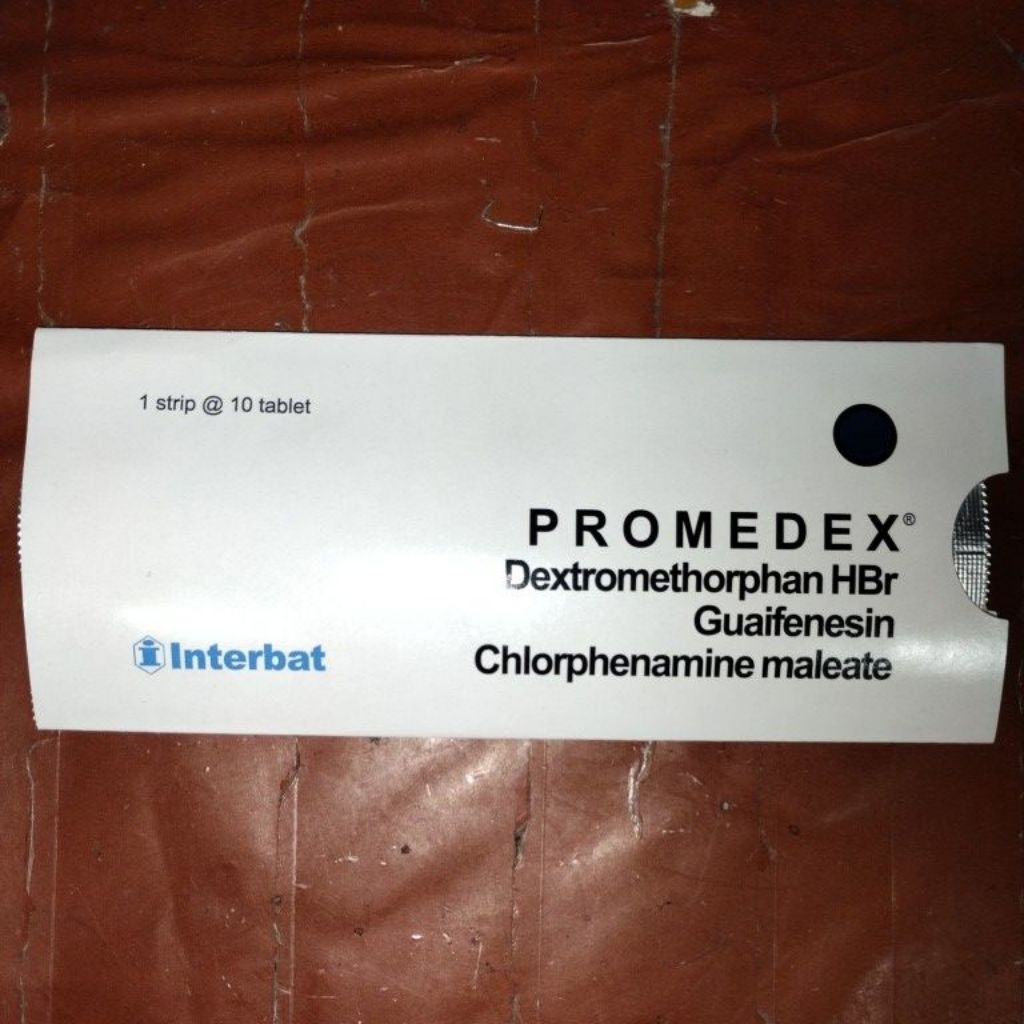 1 strip @ 10 tablet
PROMEDEX®
Dextromethorphan HBr
Guaifenesin
Chlorphenamine maleate
Interbat